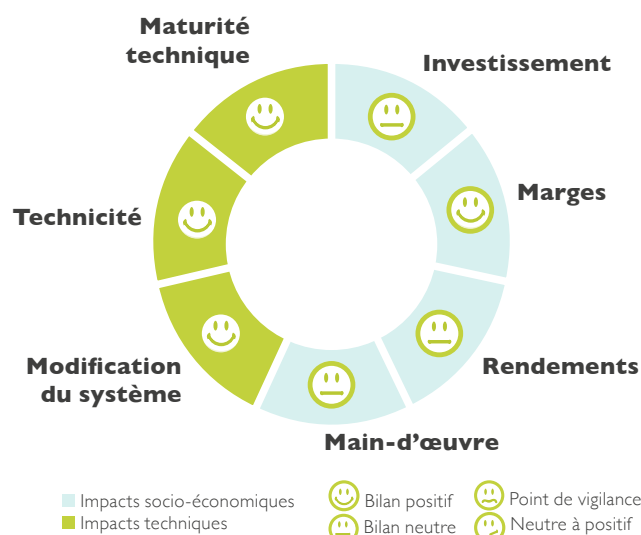 Maturité
technique
Investissement
Marges
Technicité
Rendements
Modification
du système
Main-d'œuvre
Impacts socio-économiques
Impacts techniques
Bilan positif
Bilan neutre
Point de vigilance
Neutre à positif